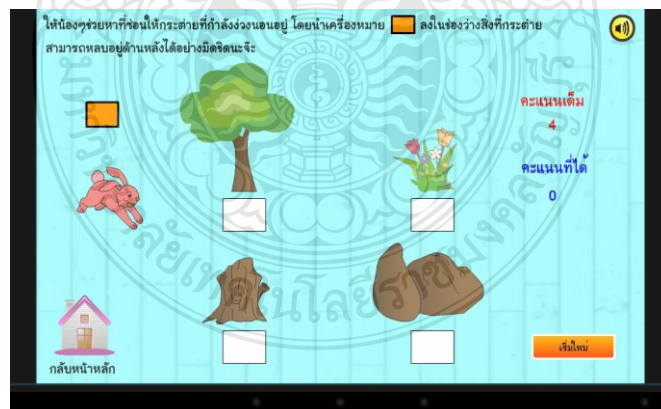 ให้น้องๆช่วยหาที่ซ่อนให้กระต่ายที่กำลังง่วงนอนอยู่ โดยนำเครื่องหมาย ลงในช่องว่างสิ่งที่กระต่าย
สามารถหลบอยู่ด้านหลังได้อย่างมิดชิดนะจ๊ะ
คะแนนเต็ม
4
คะแนนที่ได้
0
กลับหน้าหลัก
เริ่มใหม่